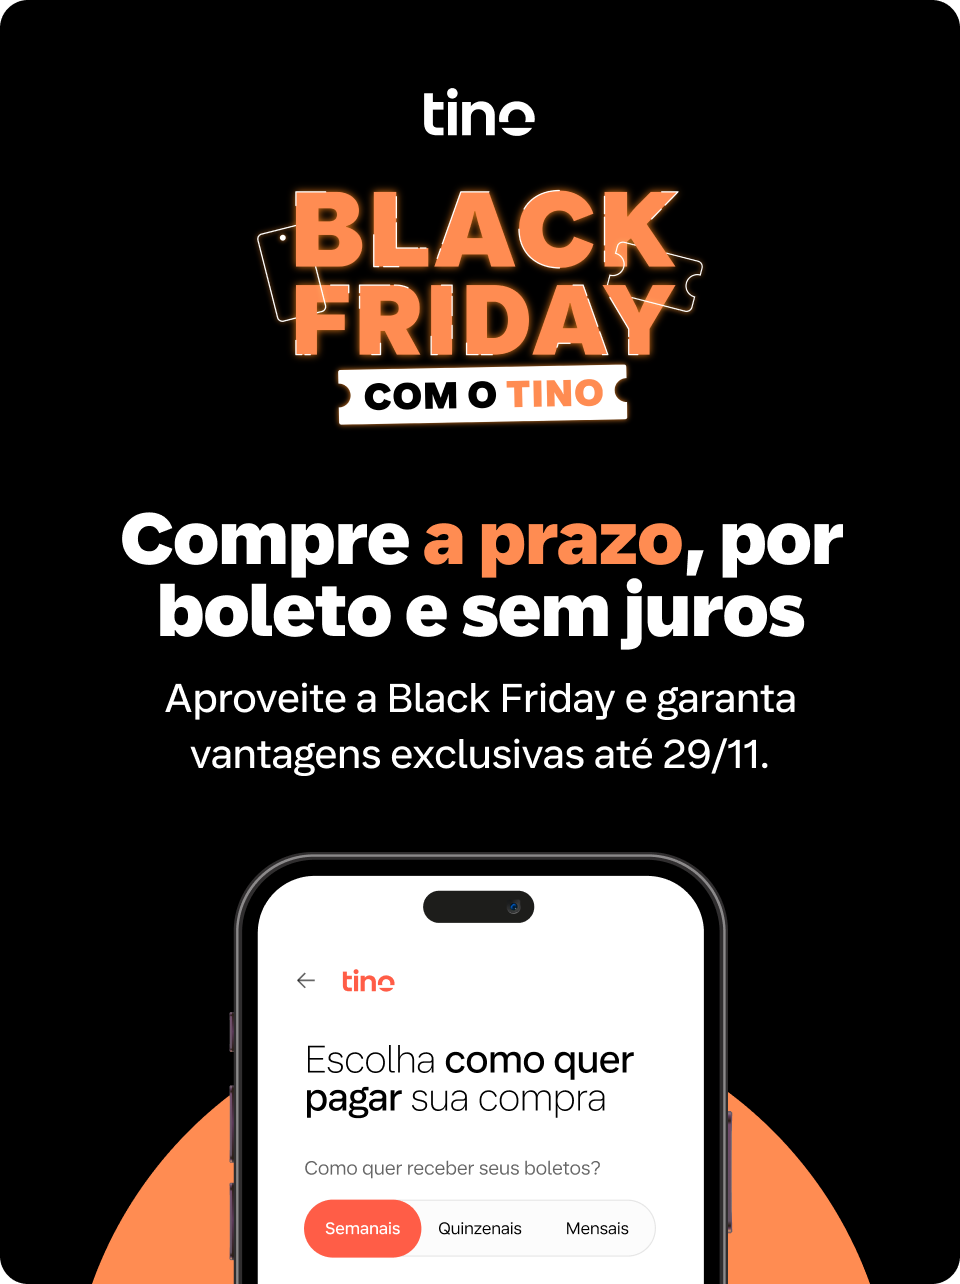 tino
BLACK
FRIDAY
COM O TINO
Compre a prazo, por
boleto e sem juros
Aproveite a Black Friday e garanta
vantagens exclusivas até 29/11.
tino
Escolha como quer
pagar sua compra
Como quer receber seus boletos?
Semanais Quinzenais Mensais